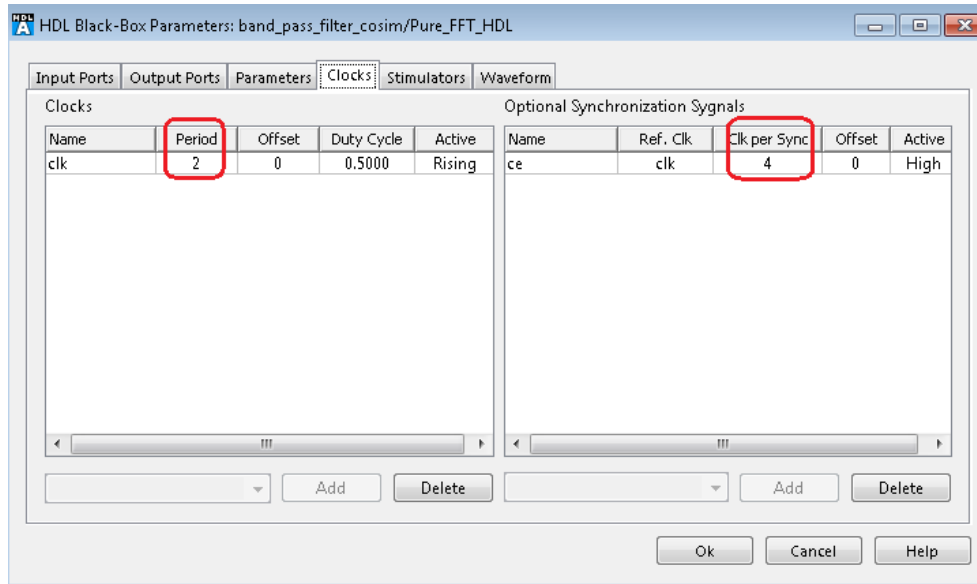 HDL A HDL Black-Box Parameters: band_pass_filter_cosim/Pure_FFT_HDL
Input Ports Output Ports Parameters Clocks Stimulators Waveform
Clocks
Name Period Offset Duty Cycle Active
clk 2 0 0.5000 Rising
Add Delete
Optional Synchronization Sygnals
Name Ref. Clk Clk per Sync Offset Active
ce clk 4 0 High
Add Delete
Ok Cancel Help